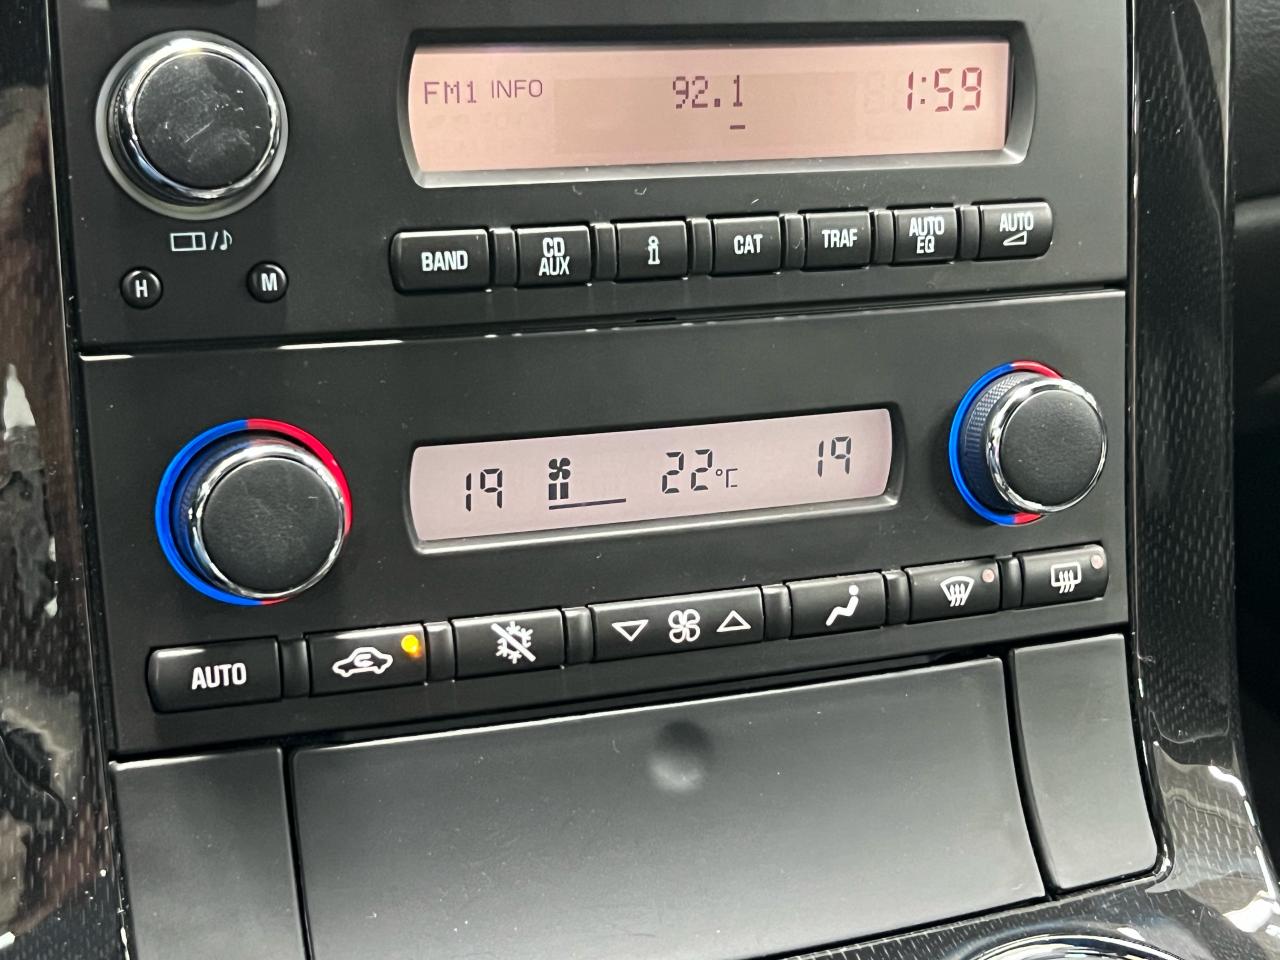 FM1 INFO 92.1 1:59
BAND CD AUX i CAT TRAF AUTO EQ AUTO
H M
19 22°C 19
AUTO